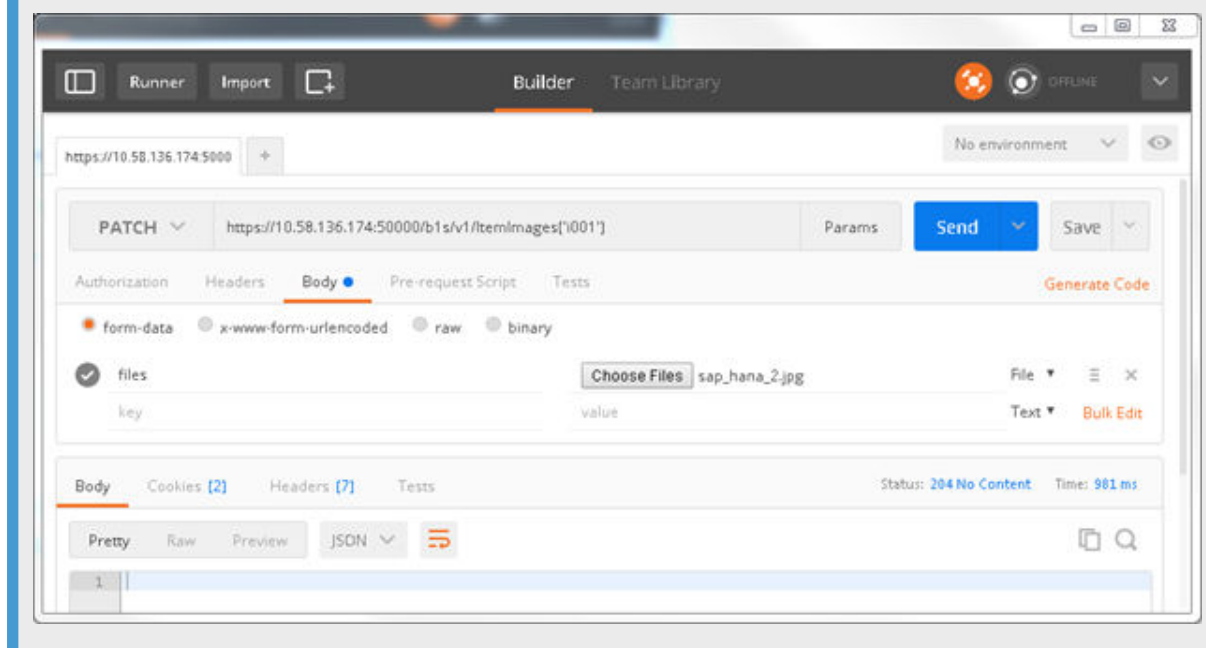 Runner Import Builder Team Library OFFLINE
https://10.58.136.174:5000 + No environment
PATCH https://10.58.136.174:50000/b1s/v1/ItemImages('i001') Params Send Save
Authorization Headers Body Pre-request Script Tests Generate Code
form-data x-www-form-urlencoded raw binary
files Choose Files sap_hana_2.jpg File
key value Text Bulk Edit
Body Cookies (2) Headers (7) Tests Status: 204 No Content Time: 981 ms
Pretty Raw Preview JSON
1